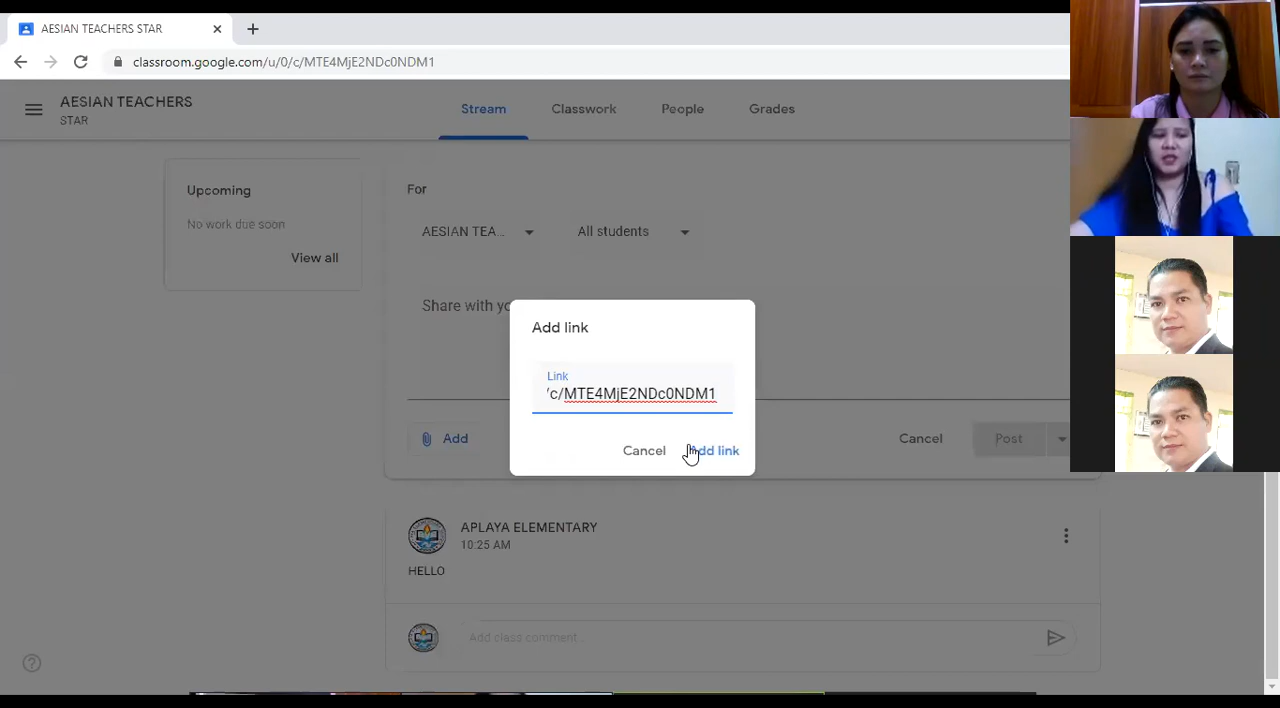 AESIAN TEACHERS STAR
classroom.google.com/u/0/c/MTE4MjE2NDc0NDM1
AESIAN TEACHERS
STAR
Stream
Classwork
People
Grades
Upcoming
No work due soon
View all
For
AESIAN TEA...
All students
Share with yo
Add link
Link
'c/MTE4MjE2NDc0NDM1
Cancel
Add link
Add
Cancel
Post
APLAYA ELEMENTARY
10:25 AM
HELLO
Add class comment...